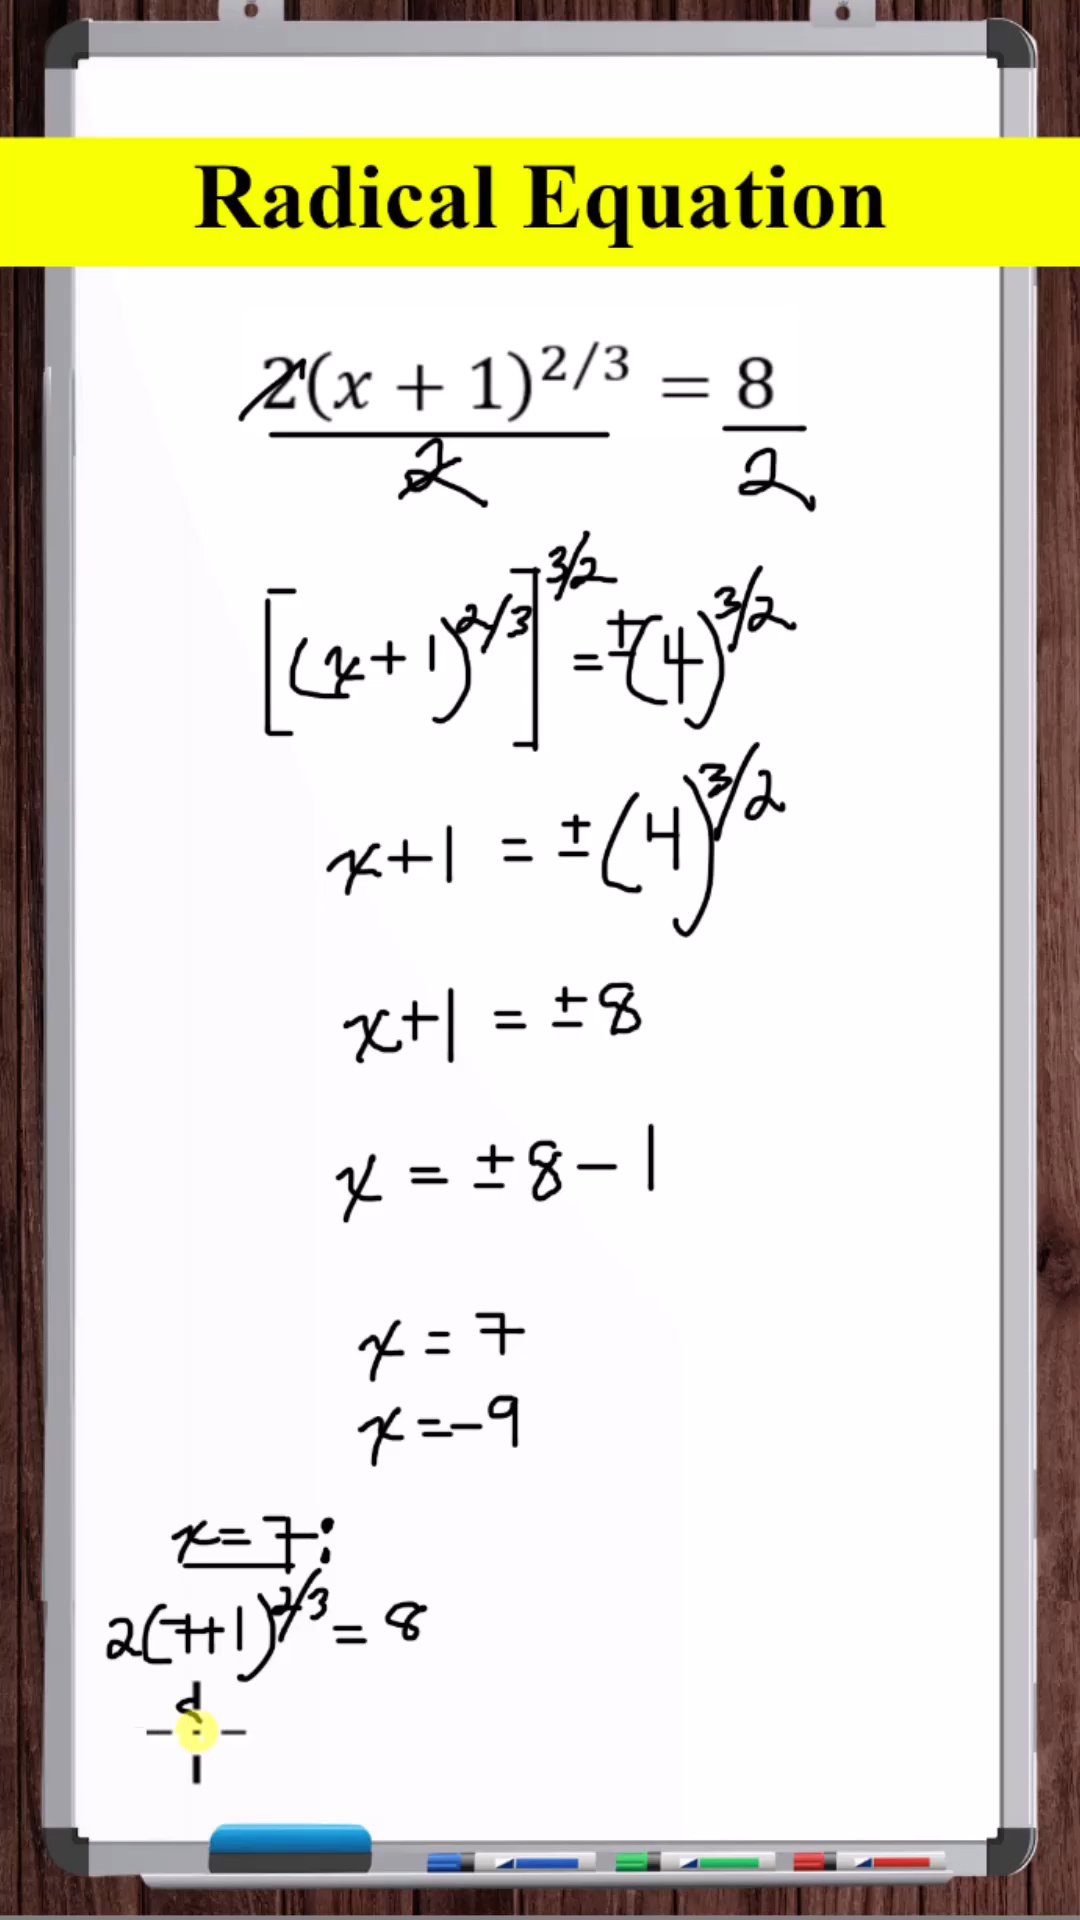 Radical Equation
2(x + 1)^2/3 = 8
2 2
[(x+1)^2/3]^3/2 = ±(4)^3/2
x+1 = ±(4)^3/2
x+1 = ±8
x = ±8-1
x = 7
x = -9
x=7:
2(7+1)^2/3 = 8